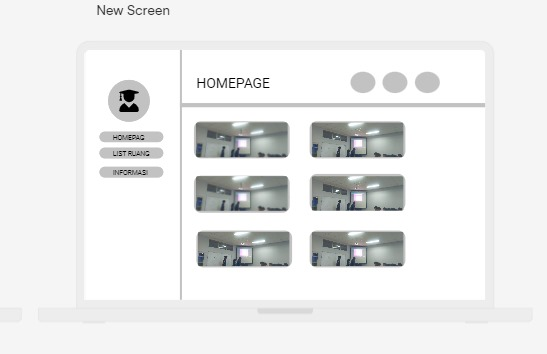 New Screen
HOMEPAGE
HOMEPAG
LIST RUANG
INFORMASI